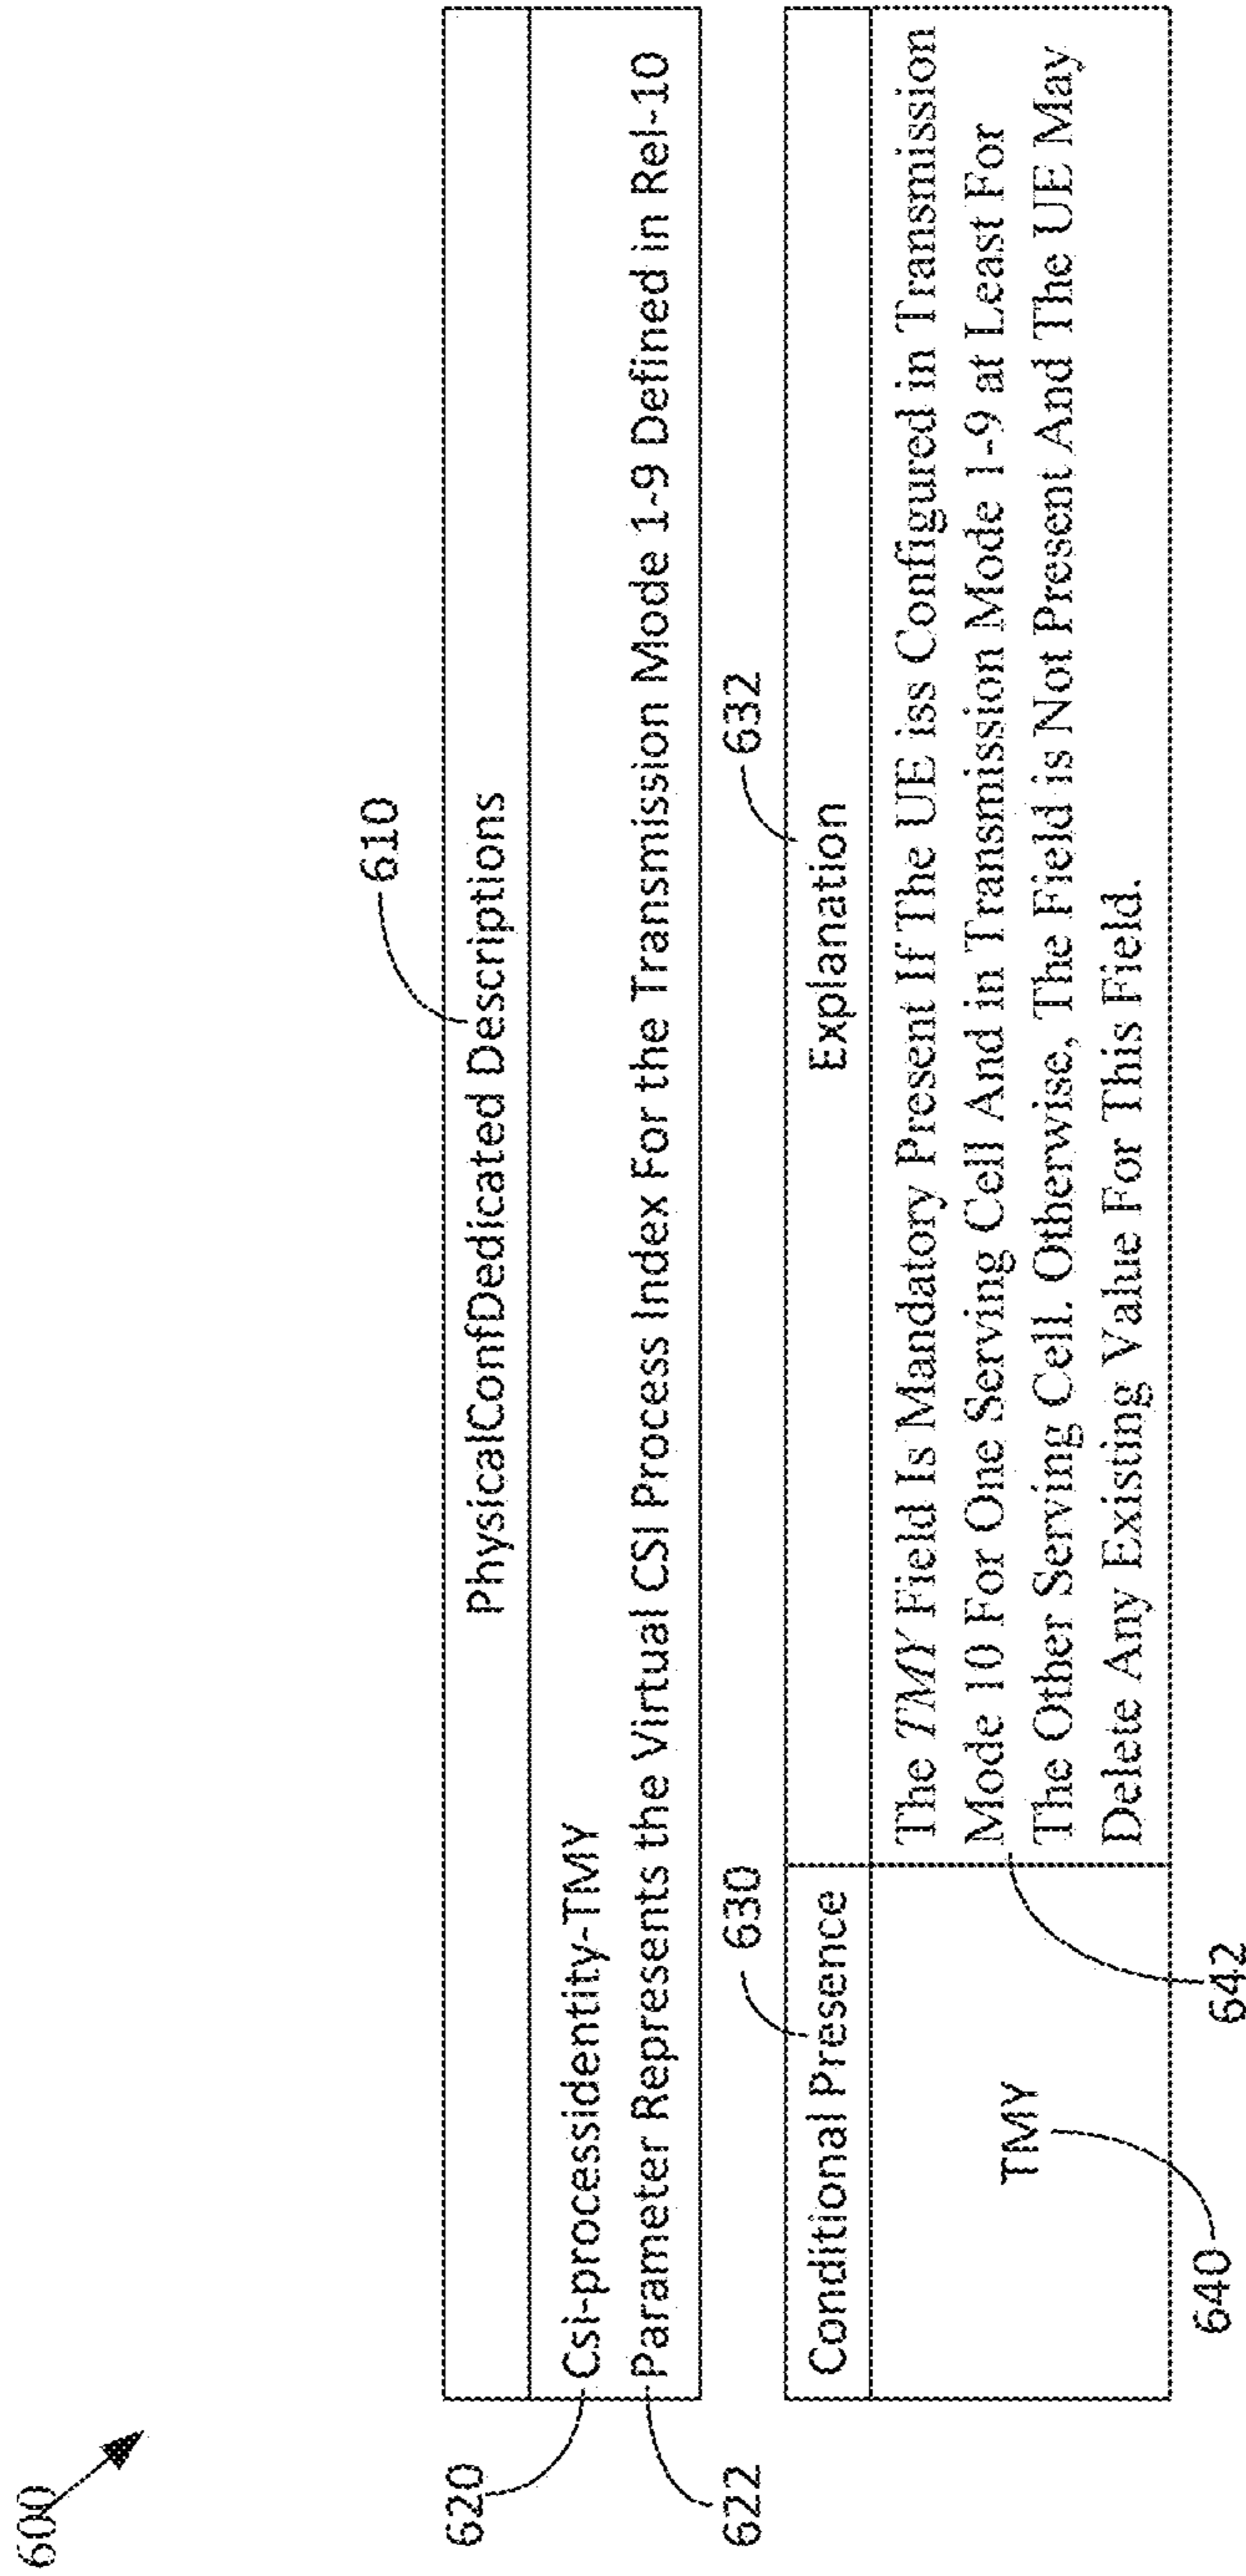 600
610
PhysicalConfDedicated Descriptions
620
Csi-processidentity-TMY
622
Parameter Represents the Virtual CSI Process Index For the Transmission Mode 1-9 Defined in Rel-10
630
632
Conditional Presence
Explanation
TMY
The TMY Field Is Mandatory Present If The UE iss Configured in Transmission
Mode 10 For One Serving Cell And in Transmission Mode 1-9 at Least For
The Other Serving Cell. Otherwise, The Field is Not Present And The UE May
Delete Any Existing Value For This Field.
640
642